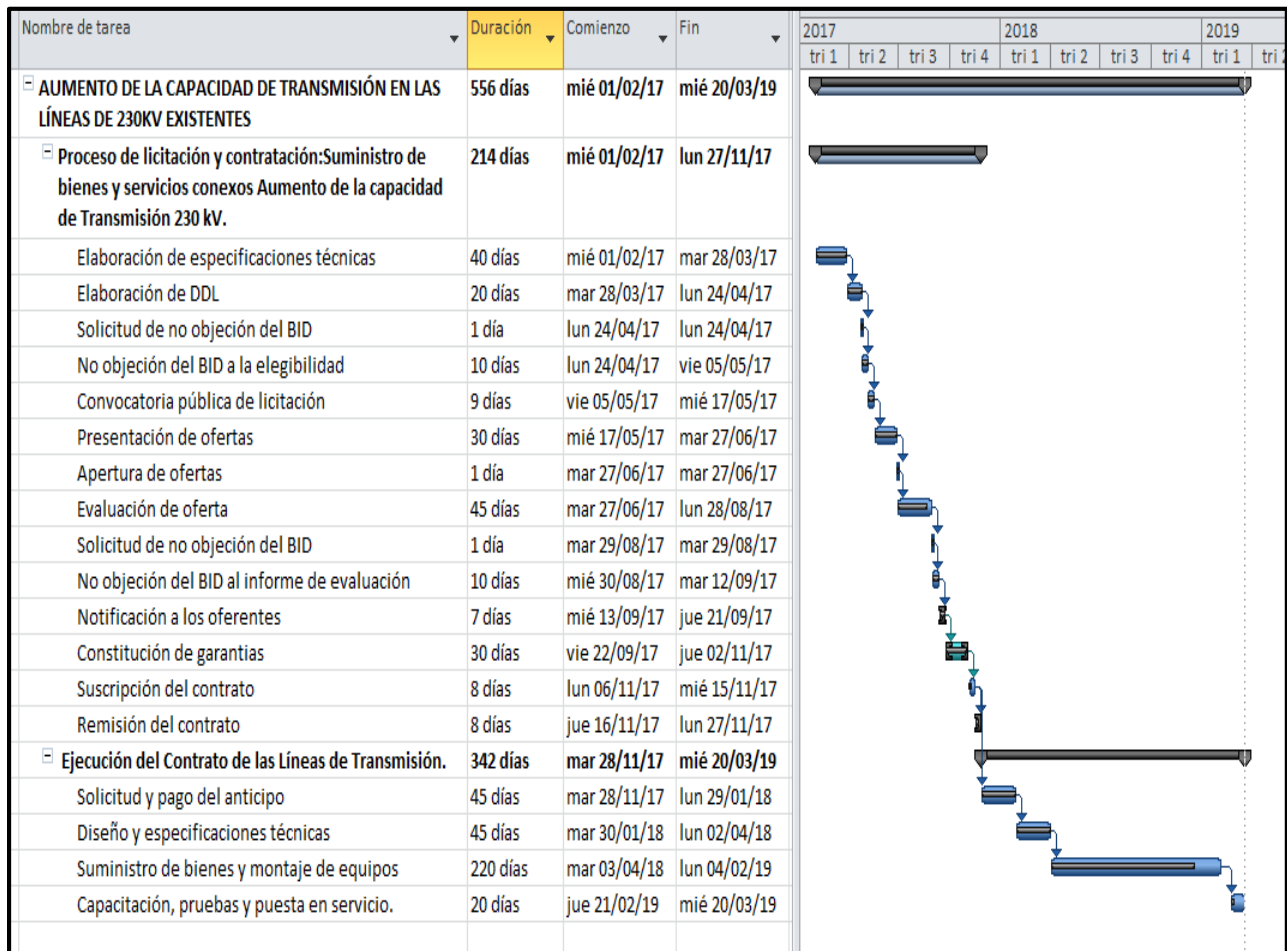 Nombre de tarea Duración Comienzo Fin 2017 2018 2019
tri 1 tri 2 tri 3 tri 4 tri 1 tri 2 tri 3 tri 4 tri 1 tri
AUMENTO DE LA CAPACIDAD DE TRANSMISIÓN EN LAS 556 días mié 01/02/17 mié 20/03/19
LÍNEAS DE 230KV EXISTENTES
Proceso de licitación y contratación:Suministro de 214 días mié 01/02/17 lun 27/11/17
bienes y servicios conexos Aumento de la capacidad
de Transmisión 230 kV.
Elaboración de especificaciones técnicas 40 días mié 01/02/17 mar 28/03/17
Elaboración de DDL 20 días mar 28/03/17 lun 24/04/17
Solicitud de no objeción del BID 1 día lun 24/04/17 lun 24/04/17
No objeción del BID a la elegibilidad 10 días lun 24/04/17 vie 05/05/17
Convocatoria pública de licitación 9 días vie 05/05/17 mié 17/05/17
Presentación de ofertas 30 días mié 17/05/17 mar 27/06/17
Apertura de ofertas 1 día mar 27/06/17 mar 27/06/17
Evaluación de oferta 45 días mar 27/06/17 lun 28/08/17
Solicitud de no objeción del BID 1 día mar 29/08/17 mar 29/08/17
No objeción del BID al informe de evaluación 10 días mié 30/08/17 mar 12/09/17
Notificación a los oferentes 7 días mié 13/09/17 jue 21/09/17
Constitución de garantias 30 días vie 22/09/17 jue 02/11/17
Suscripción del contrato 8 días lun 06/11/17 mié 15/11/17
Remisión del contrato 8 días jue 16/11/17 lun 27/11/17
Ejecución del Contrato de las Líneas de Transmisión. 342 días mar 28/11/17 mié 20/03/19
Solicitud y pago del anticipo 45 días mar 28/11/17 lun 29/01/18
Diseño y especificaciones técnicas 45 días mar 30/01/18 lun 02/04/18
Suministro de bienes y montaje de equipos 220 días mar 03/04/18 lun 04/02/19
Capacitación, pruebas y puesta en servicio. 20 días jue 21/02/19 mié 20/03/19